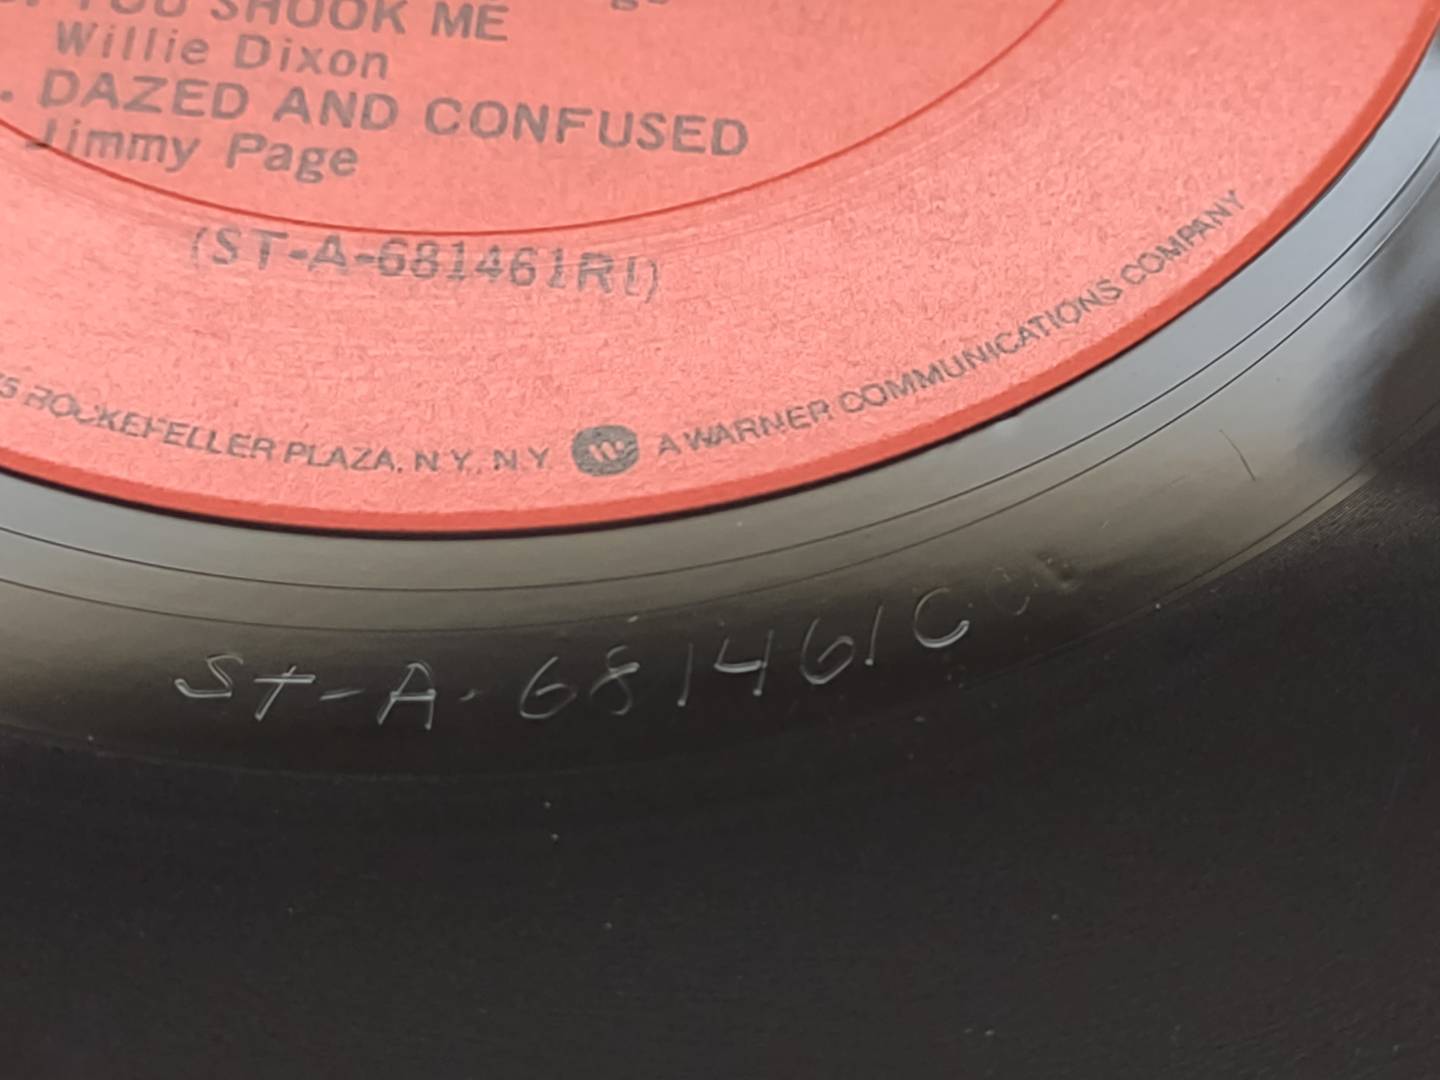 YOU SHOOK ME
Willie Dixon
. DAZED AND CONFUSED
Jimmy Page
(ST-A-681461RI)
75 ROCKEFELLER PLAZA, N.Y., N.Y. A WARNER COMMUNICATIONS COMPANY
ST-A-681461C